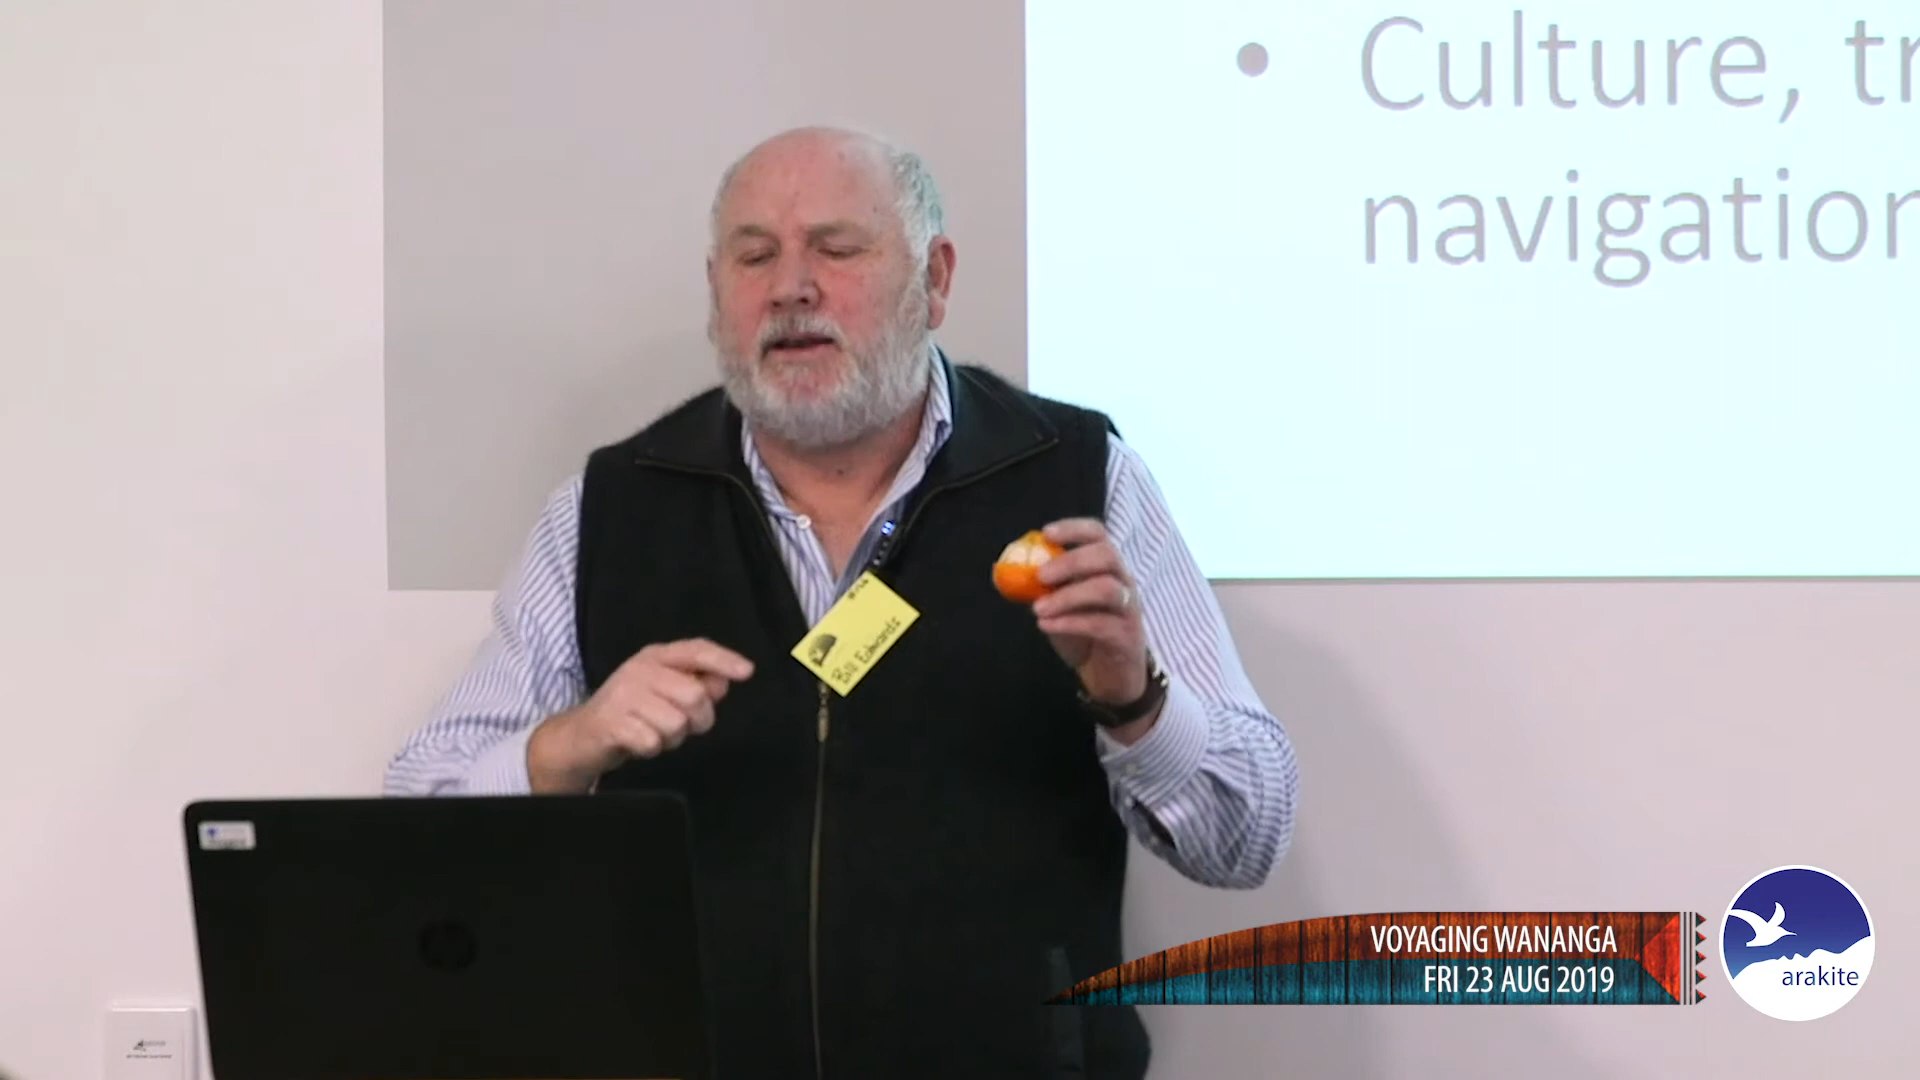 • Culture, tr
navigation
Bill Edwards
VOYAGING WANANGA
FRI 23 AUG 2019
arakite